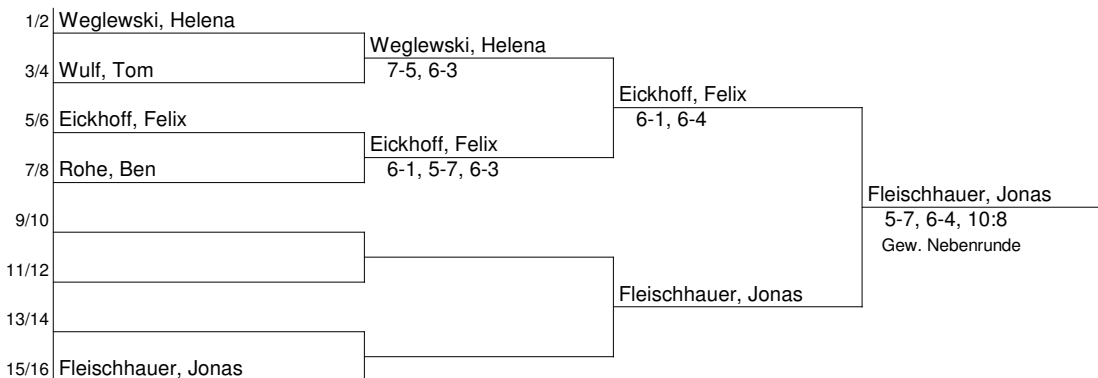 1/2 Weglewski, Helena
Weglewski, Helena
3/4 Wulf, Tom
7-5, 6-3
Eickhoff, Felix
5/6 Eickhoff, Felix
6-1, 6-4
Eickhoff, Felix
7/8 Rohe, Ben
6-1, 5-7, 6-3
Fleischhauer, Jonas
9/10
5-7, 6-4, 10:8
Gew. Nebenrunde
11/12
Fleischhauer, Jonas
13/14
15/16 Fleischhauer, Jonas